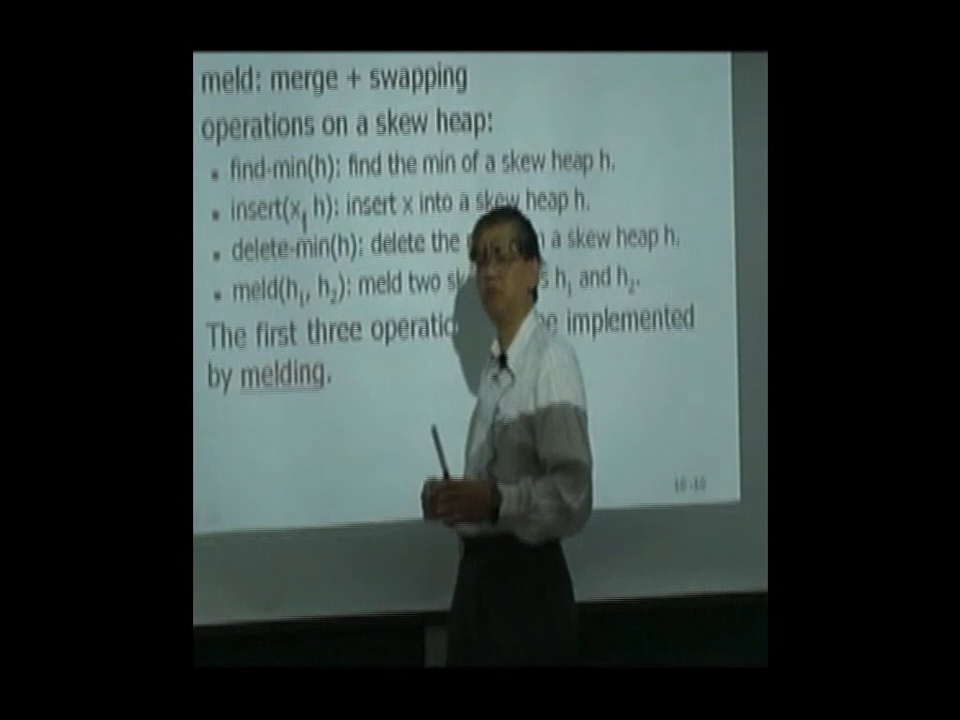 meld: merge + swapping
operations on a skew heap:
• find-min(h): find the min of a skew heap h.
• insert(x, h): insert x into a skew heap h.
• delete-min(h): delete the a skew heap h.
• meld(h1, h2): meld two h1 and h2.
The first three implemented
by melding.
10-10